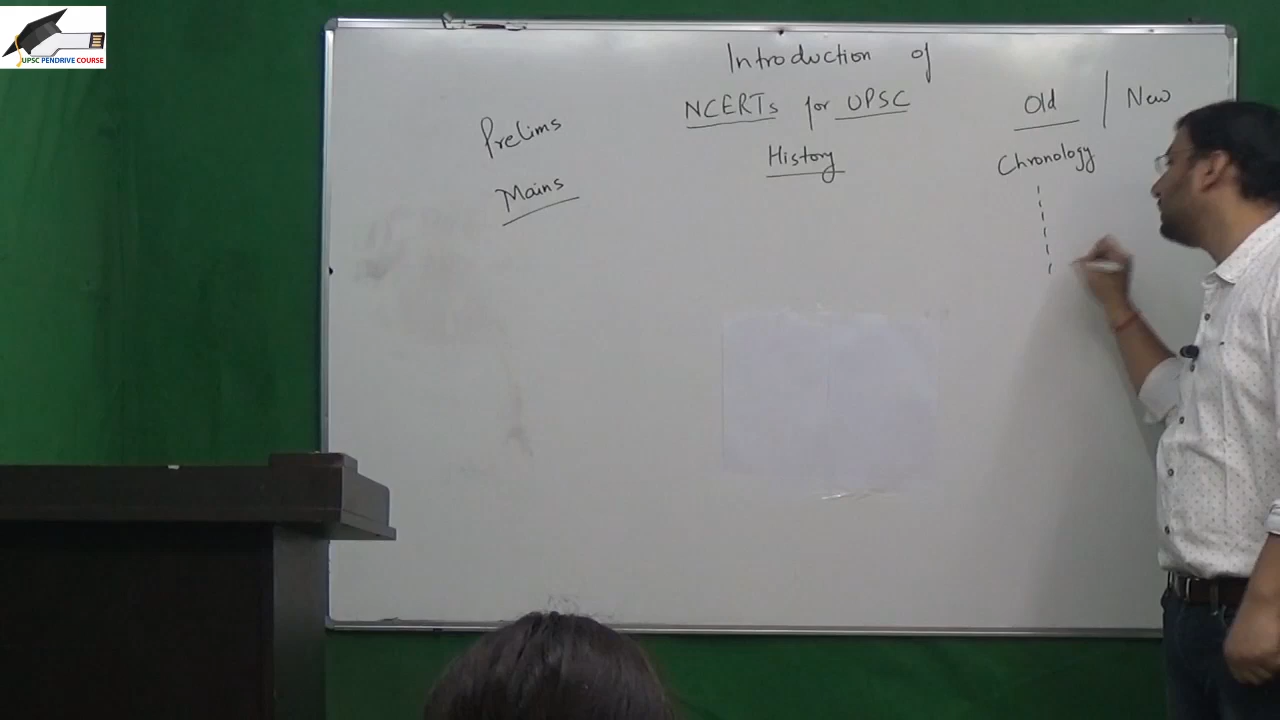 UPSC PENDRIVE COURSE
Introduction of
NCERTs for UPSC
History
Prelims
Mains
Old / New
Chronology